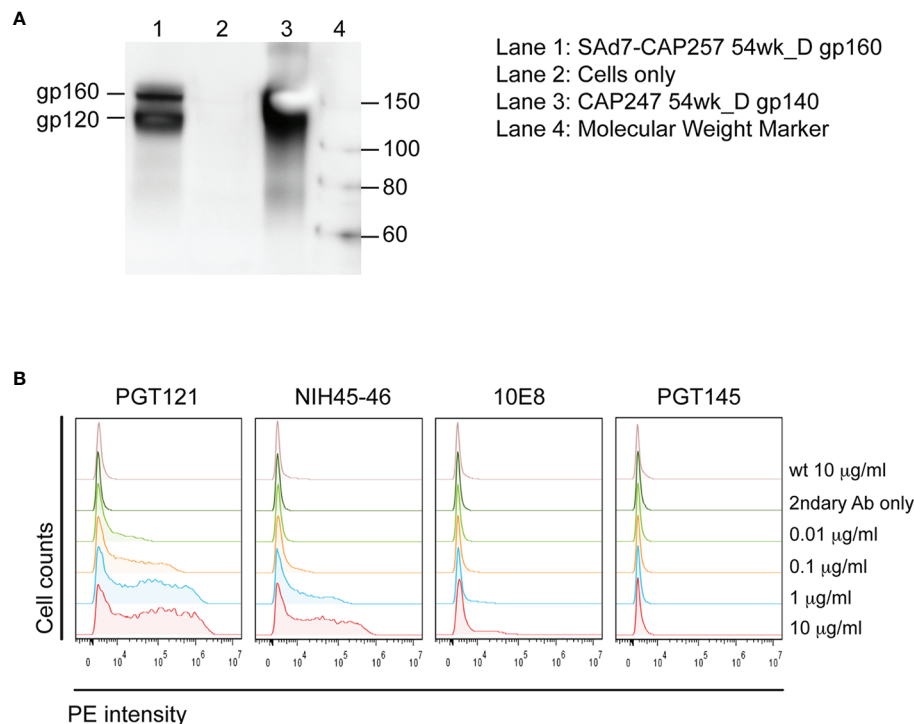 A
1 2 3 4
gp160
gp120
150
100
80
60
Lane 1: SAd7-CAP257 54wk_D gp160
Lane 2: Cells only
Lane 3: CAP247 54wk_D gp140
Lane 4: Molecular Weight Marker
B
PGT121 NIH45-46 10E8 PGT145
Cell counts
wt 10 µg/ml
2ndary Ab only
0.01 µg/ml
0.1 µg/ml
1 µg/ml
10 µg/ml
0 10^4 10^5 10^6 10^7 0 10^4 10^5 10^6 10^7 0 10^4 10^5 10^6 10^7 0 10^4 10^5 10^6 10^7
PE intensity